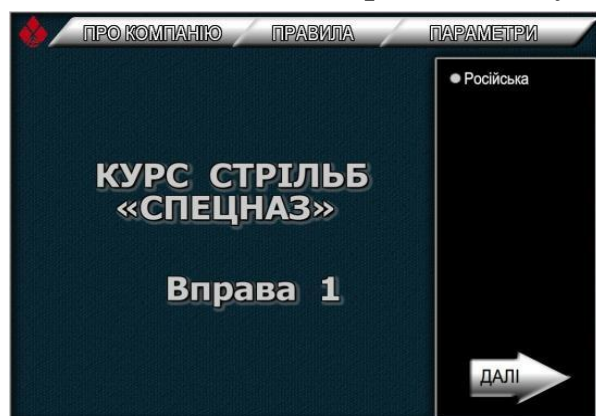 ПРО КОМПАНІЮ ПРАВИЛА ПАРАМЕТРИ
Російська
КУРС СТРІЛЬБ
«СПЕЦНАЗ»
Вправа 1
ДАЛІ